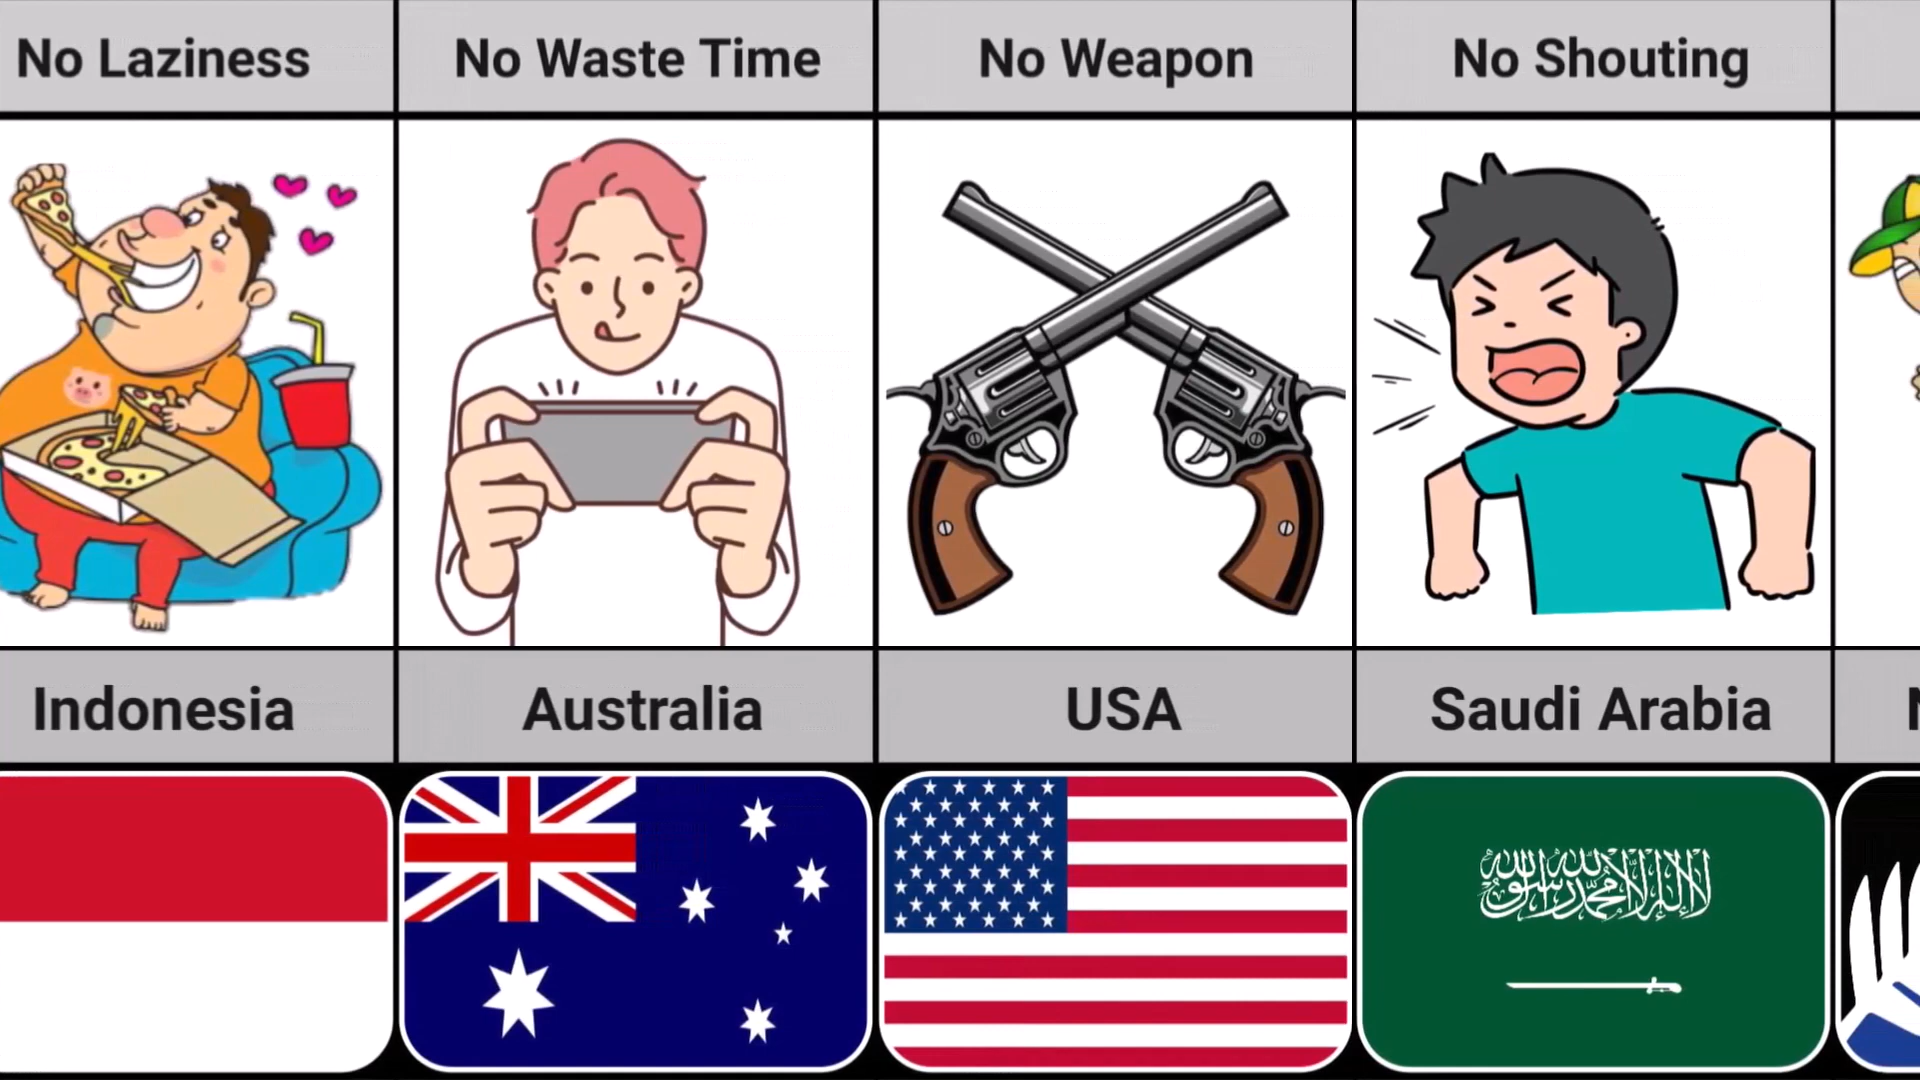 No Laziness
No Waste Time
No Weapon
No Shouting
Indonesia
Australia
USA
Saudi Arabia
لا إله إلا الله محمد رسول الله